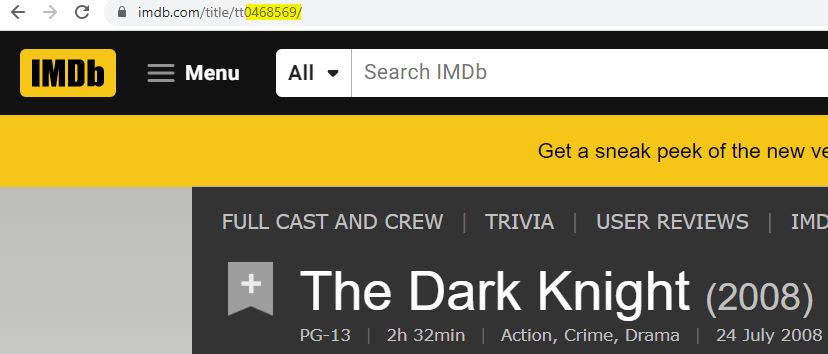 imdb.com/title/tt0468569/
IMDb Menu All Search IMDb
Get a sneak peek of the new ve
FULL CAST AND CREW | TRIVIA | USER REVIEWS | IMD
+ The Dark Knight (2008)
PG-13 | 2h 32min | Action, Crime, Drama | 24 July 2008